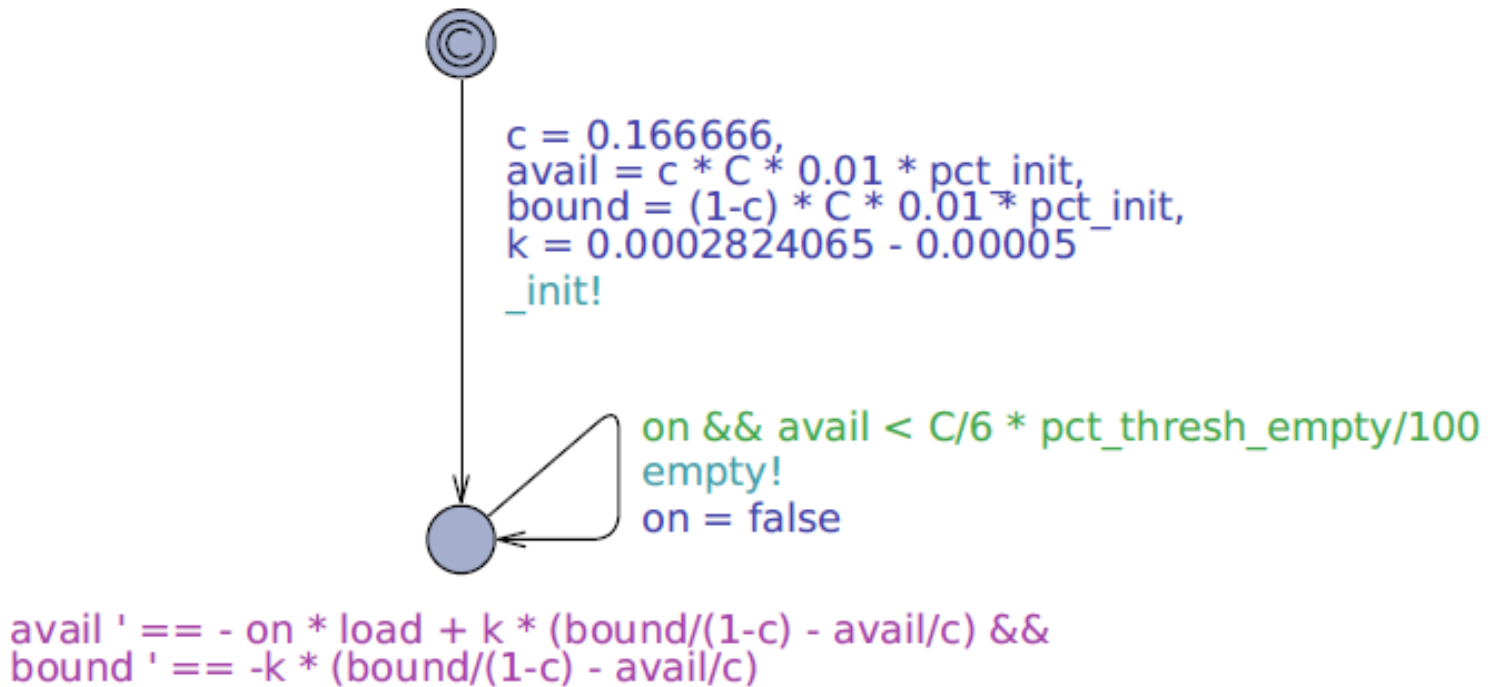 C
c = 0.166666,
avail = c * C * 0.01 * pct_init,
bound = (1-c) * C * 0.01 * pct_init,
k = 0.0002824065 - 0.00005
_init!
on && avail < C/6 * pct_thresh_empty/100
empty!
on = false
avail ' == - on * load + k * (bound/(1-c) - avail/c) &&
bound ' == -k * (bound/(1-c) - avail/c)